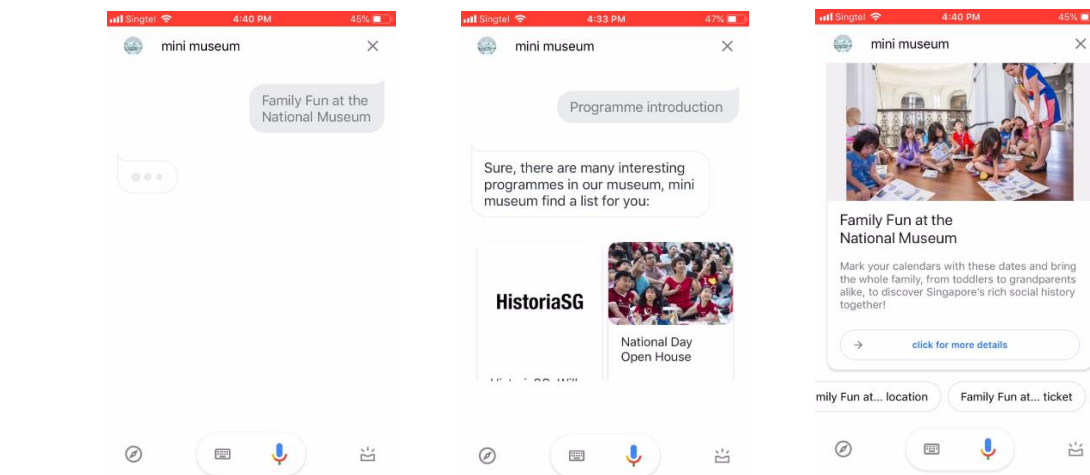 Singtel 4:40 PM 45%
mini museum
Family Fun at the
National Museum
Singtel 4:33 PM 47%
mini museum
Programme introduction
Sure, there are many interesting
programmes in our museum, mini
museum find a list for you:
HistoriaSG
National Day
Open House
Singtel 4:40 PM 45%
mini museum
Family Fun at the
National Museum
Mark your calendars with these dates and bring
the whole family, from toddlers to grandparents
alike, to discover Singapore's rich social history
together!
click for more details
mily Fun at... location
Family Fun at... ticket